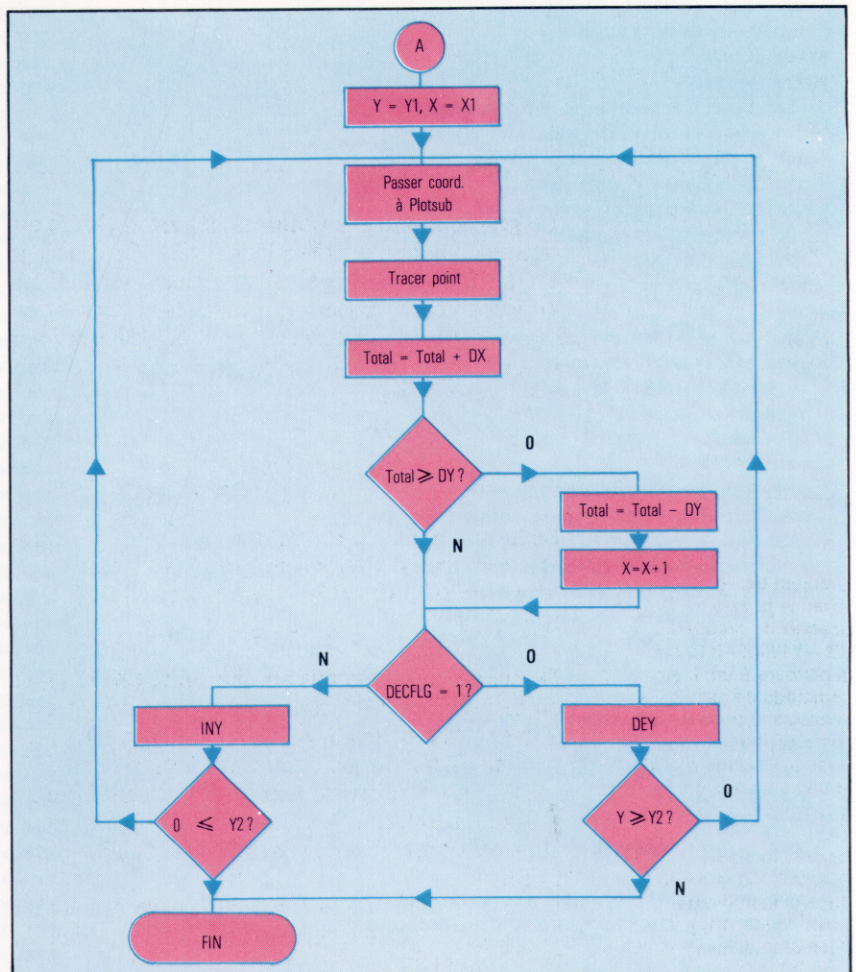 A
Y = Y1, X = X1
Passer coord.
à Plotsub
Tracer point
Total = Total + DX
Total ≥ DY ?
O
Total = Total – DY
N
X=X+1
N
O
DECFLG = 1?
INY
DEY
O
0 ≤ Y2?
Y ≥ Y2?
N
FIN